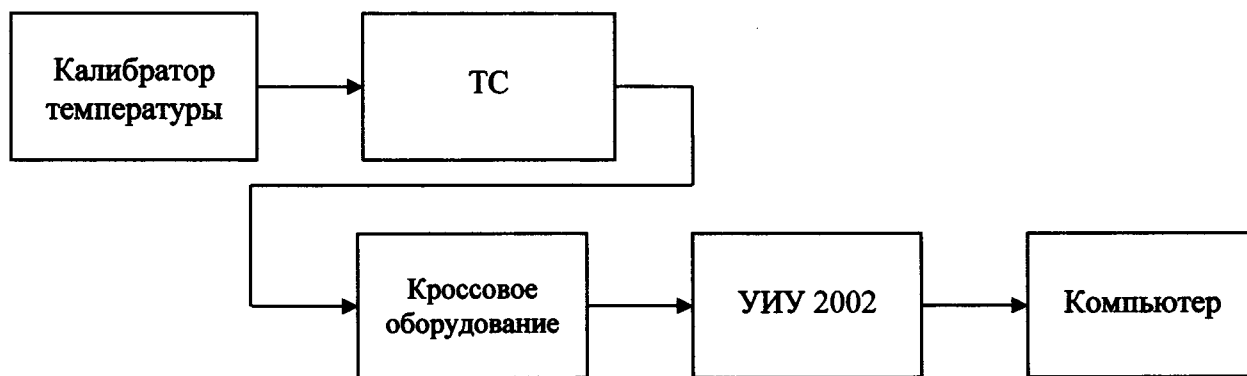 Калибратор
температуры
ТС
Кроссовое
оборудование
УИУ 2002
Компьютер